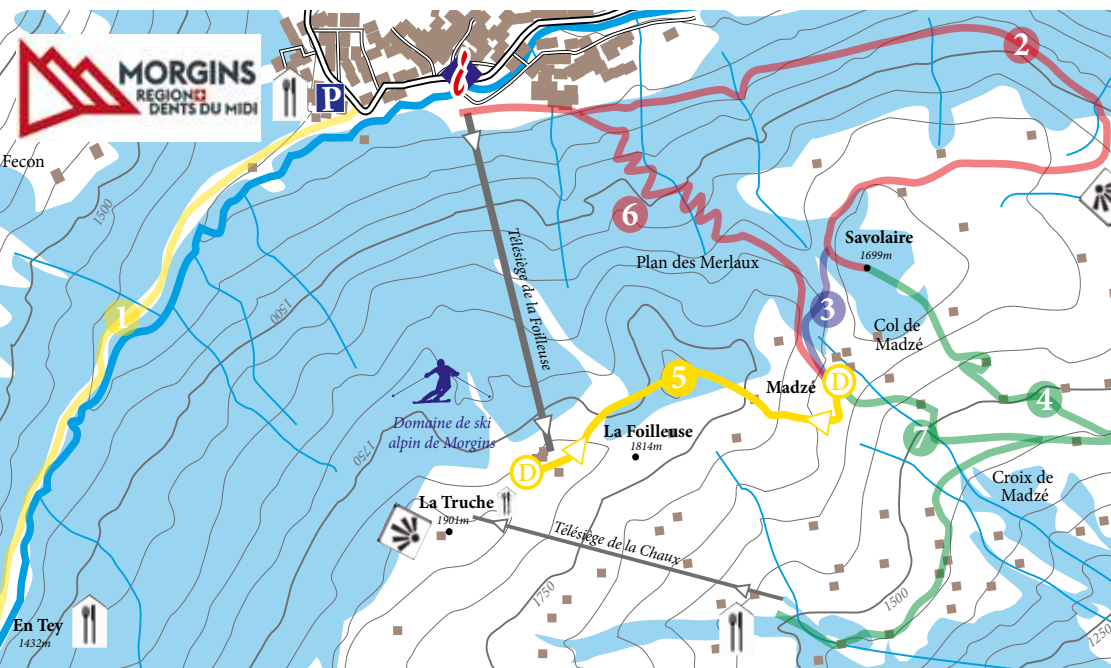 MORGINS
REGION
DENTS DU MIDI
P
i
2
Fecon
1500
6
Savolaire
1699m
Plan des Merlaux
Télésiège de la Foilleuse
1
1500
3
Col de
Madzé
5
Madzé
D
4
Domaine de ski
alpin de Morgins
1750
La Foilleuse
1814m
7
D
La Truche
1901m
Croix de
Madzé
Télésiège de la Chaux
1750
1500
En Tey
1432m
1250